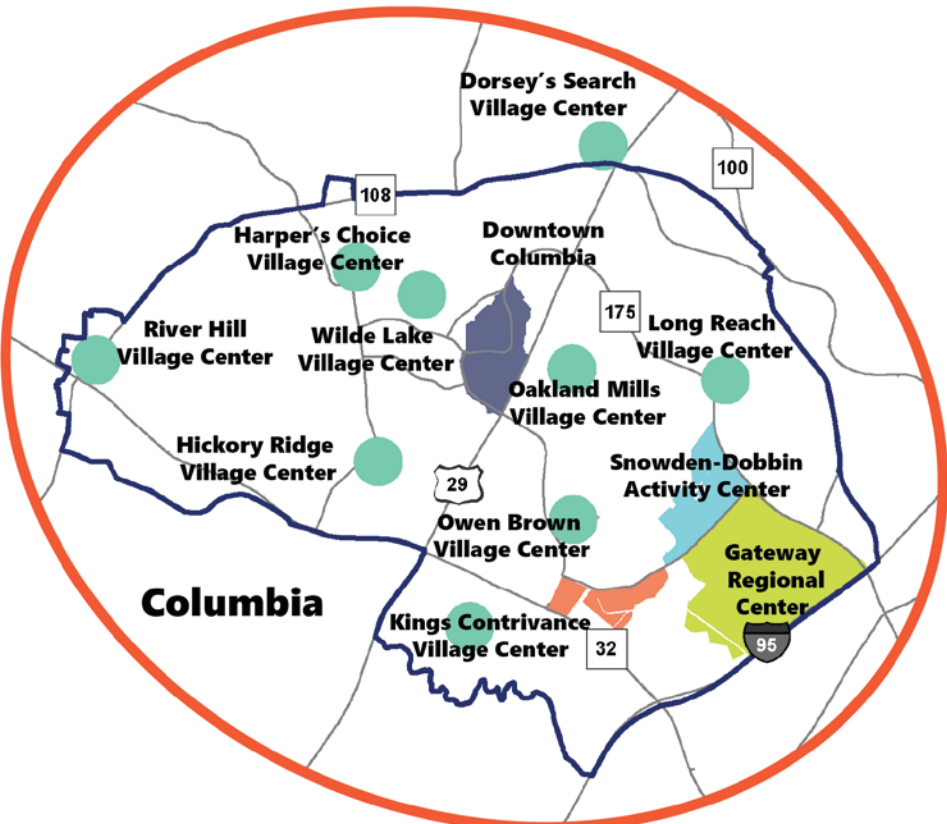 Dorsey's Search
Village Center
100
108
Harper's Choice
Village Center
Downtown
Columbia
175
River Hill
Village Center
Wilde Lake
Village Center
Long Reach
Village Center
Oakland Mills
Village Center
Hickory Ridge
Village Center
29
Snowden-Dobbin
Activity Center
Owen Brown
Village Center
Gateway
Regional
Center
Columbia
Kings Contrivance
Village Center
32
95